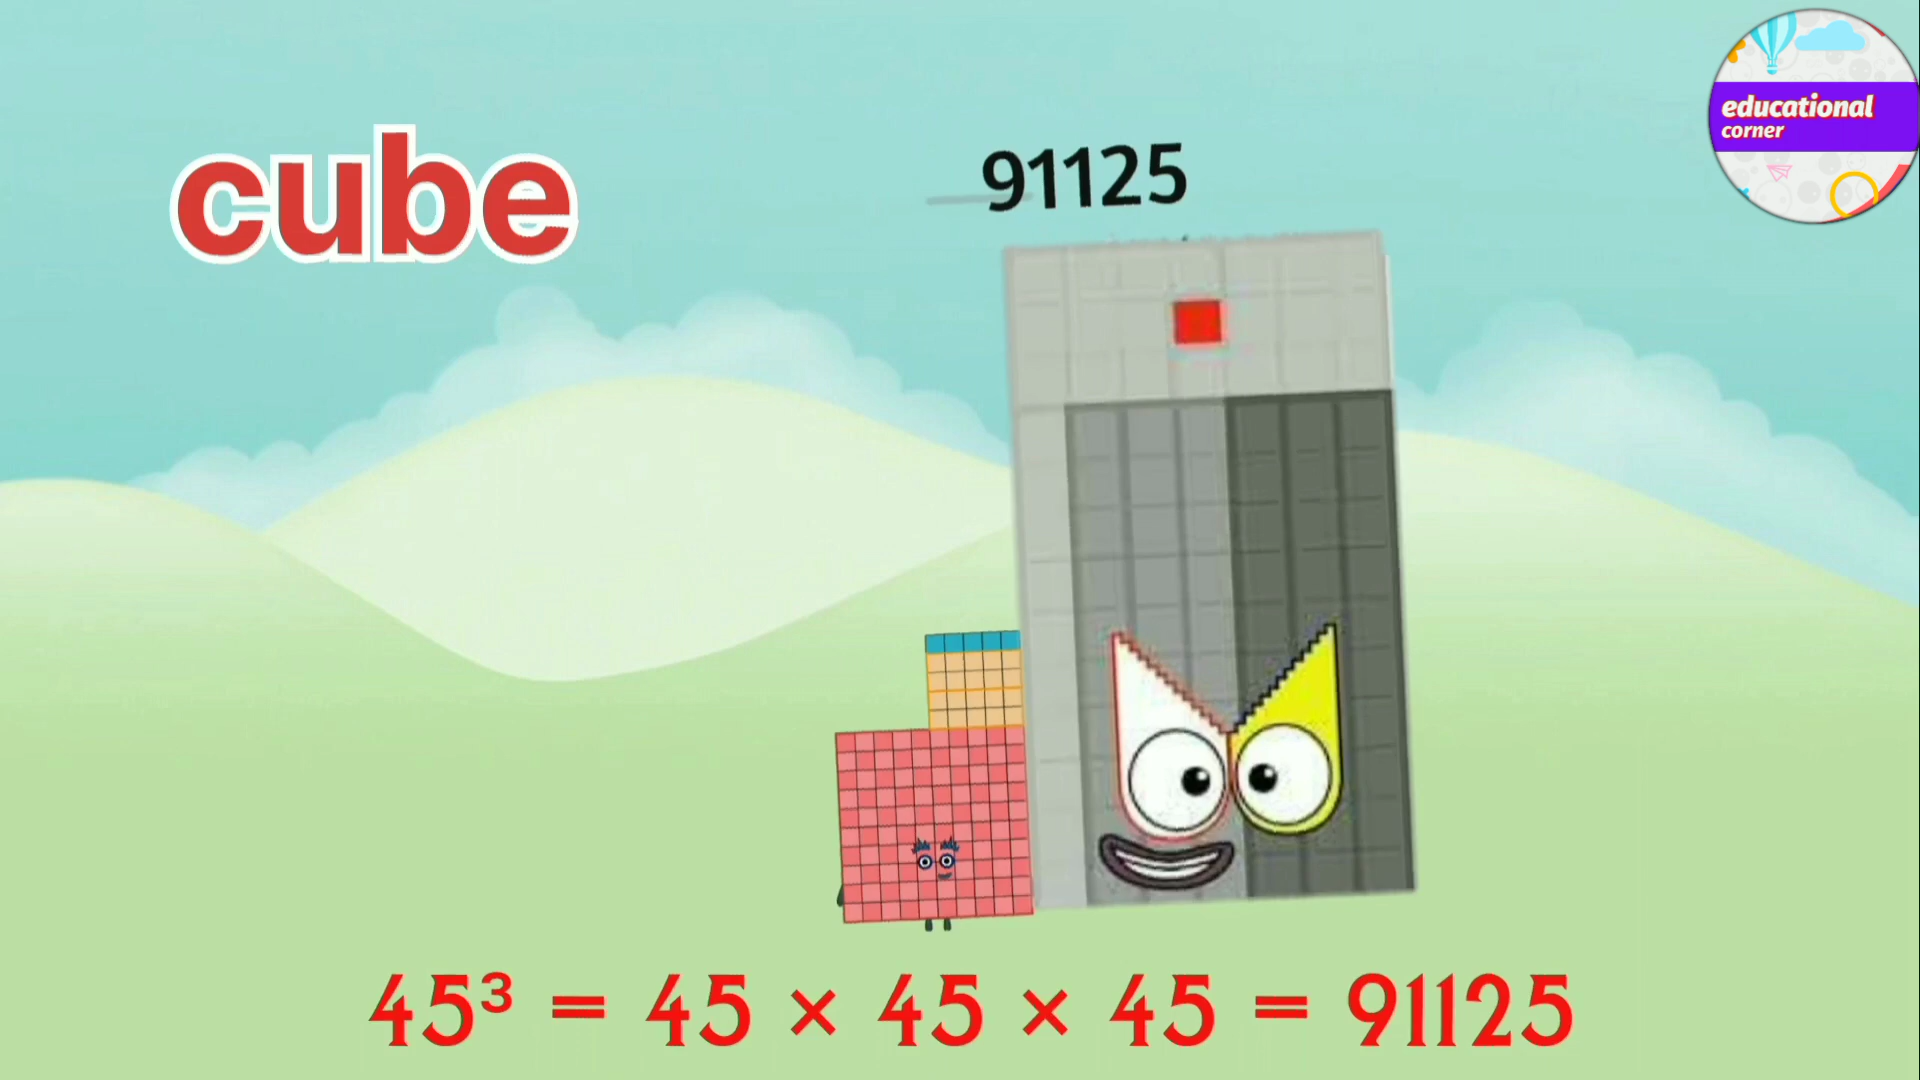 cube
91125
educational
corner
45³ = 45 × 45 × 45 = 91125